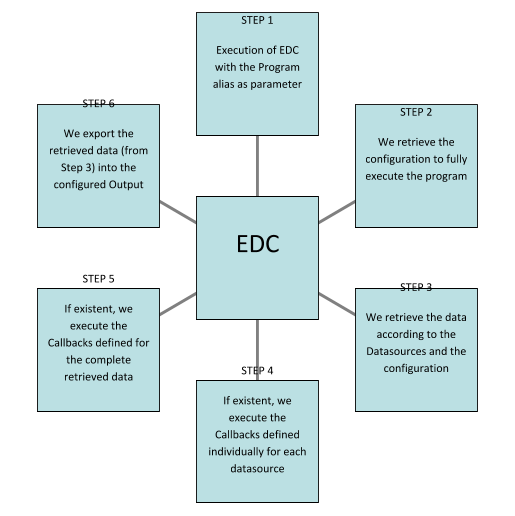 STEP 1
Execution of EDC
with the Program
alias as parameter
STEP 2
We retrieve the
configuration to fully
execute the program
STEP 3
We retrieve the data
according to the
Datasources and the
configuration
STEP 4
If existent, we
execute the
Callbacks defined
individually for each
datasource
STEP 5
If existent, we
execute the
Callbacks defined for
the complete
retrieved data
STEP 6
We export the
retrieved data (from
Step 3) into the
configured Output
EDC